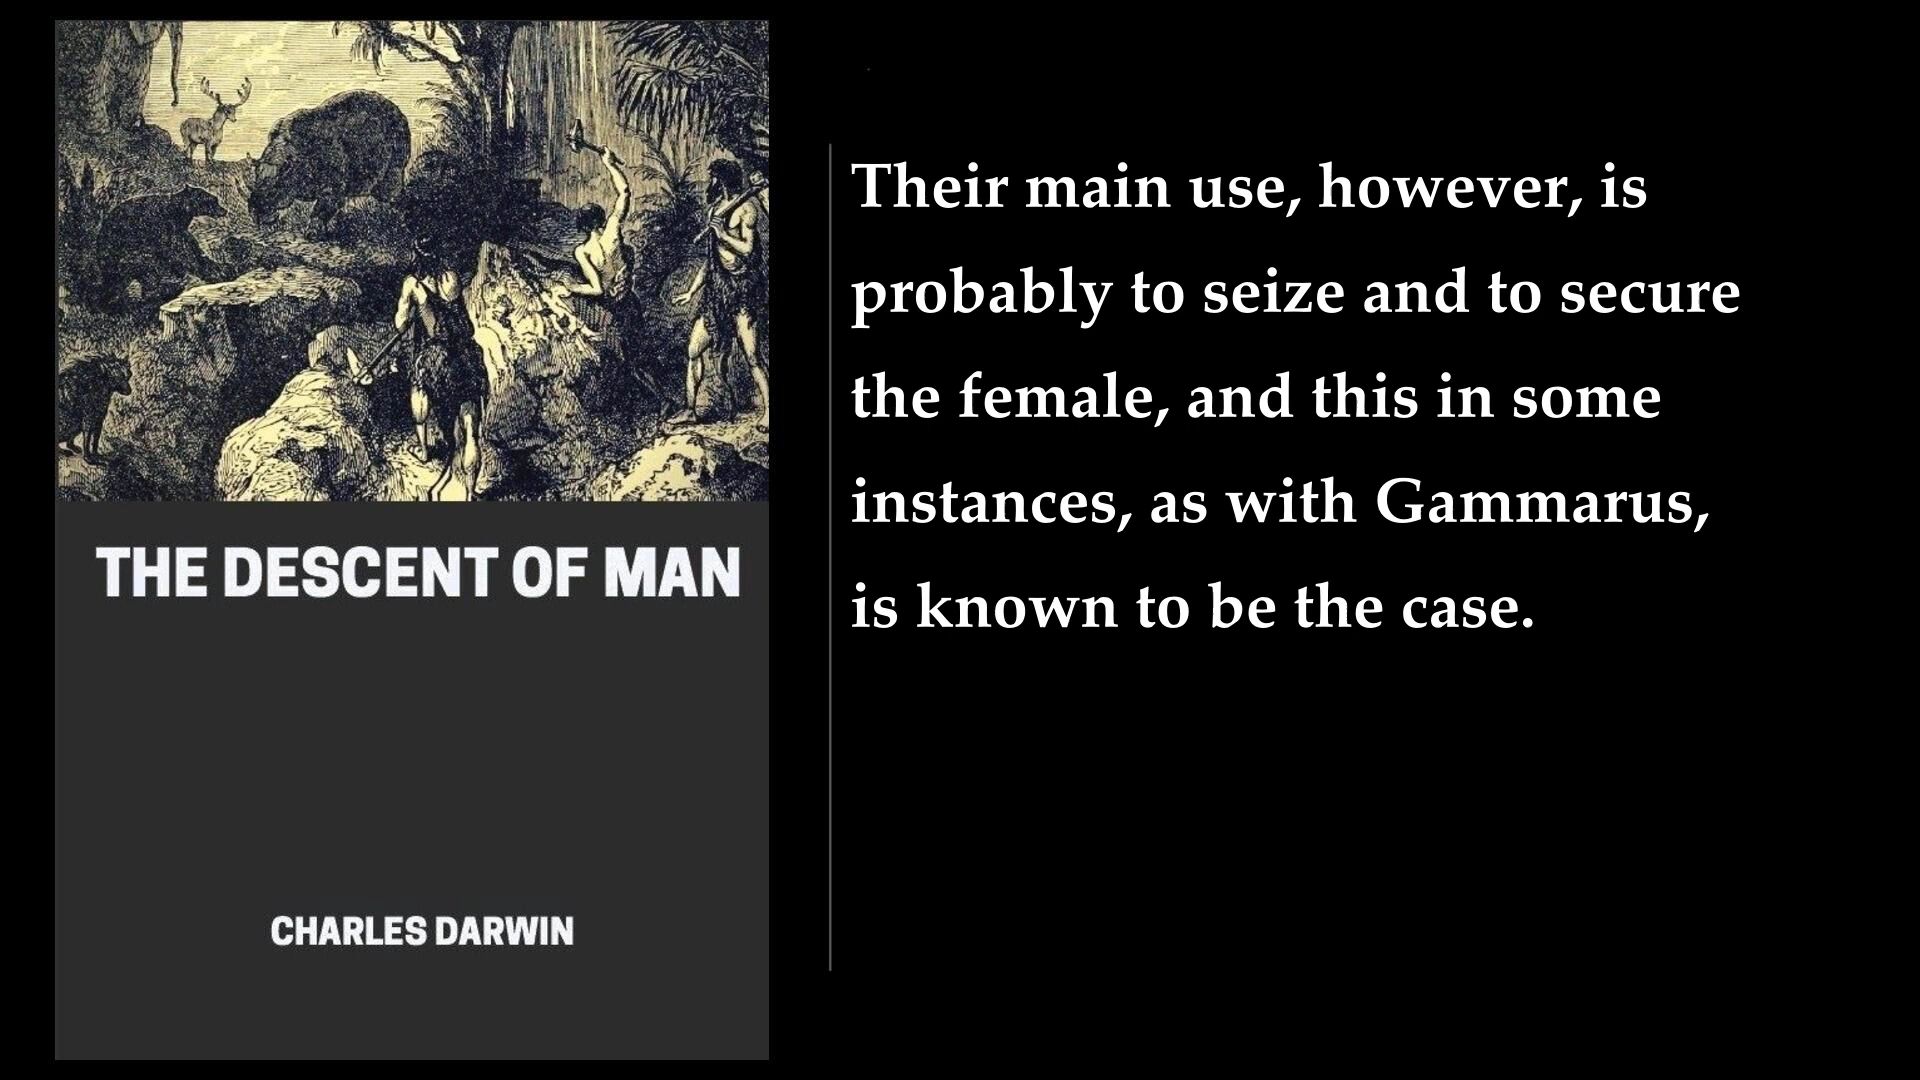 THE DESCENT OF MAN
CHARLES DARWIN
Their main use, however, is
probably to seize and to secure
the female, and this in some
instances, as with Gammarus,
is known to be the case.